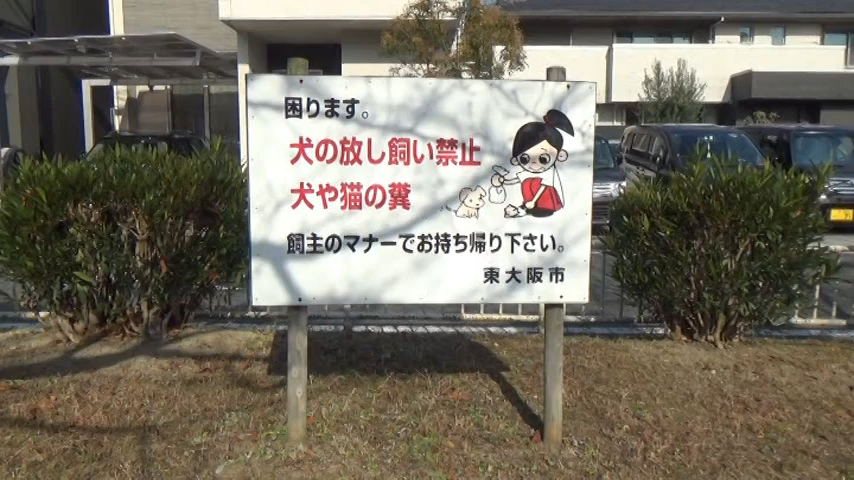 困ります。
犬の放し飼い禁止
犬や猫の糞
飼主のマナーでお持ち帰り下さい。
東大阪市